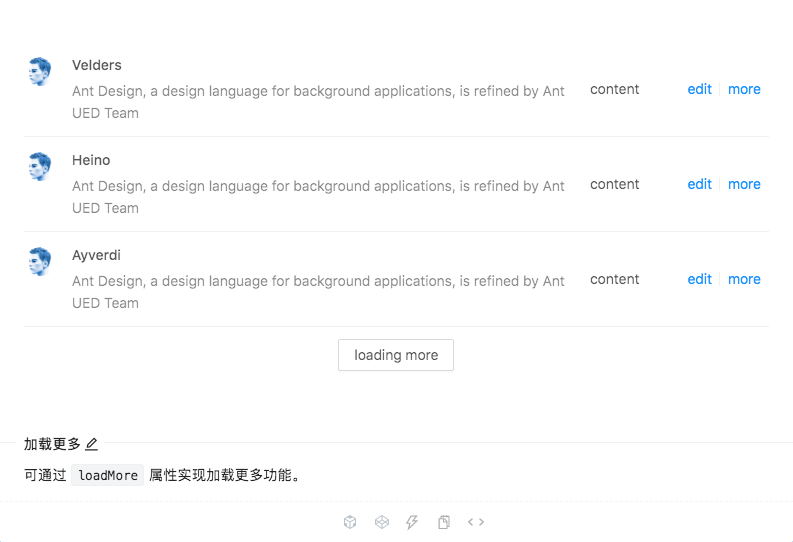 Velders
Ant Design, a design language for background applications, is refined by Ant
UED Team
content
edit
more
Heino
Ant Design, a design language for background applications, is refined by Ant
UED Team
content
edit
more
Ayverdi
Ant Design, a design language for background applications, is refined by Ant
UED Team
content
edit
more
loading more
加载更多
可通过 loadMore 属性实现加载更多功能。